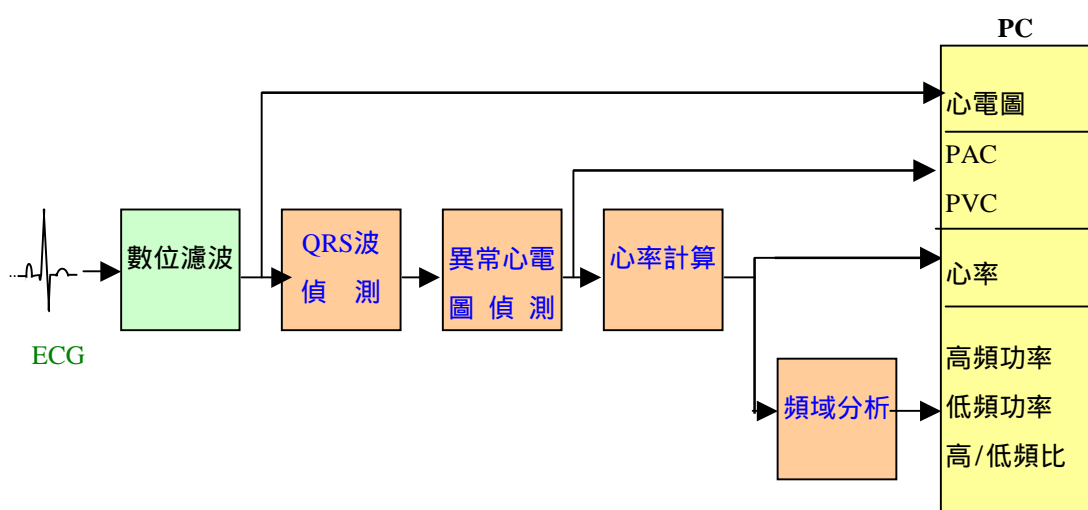 PC
心電圖
PAC
PVC
QRS波
偵 測
數位濾波
異常心電
圖 偵 測
心率計算
心率
ECG
高頻功率
頻域分析
低頻功率
高/低頻比